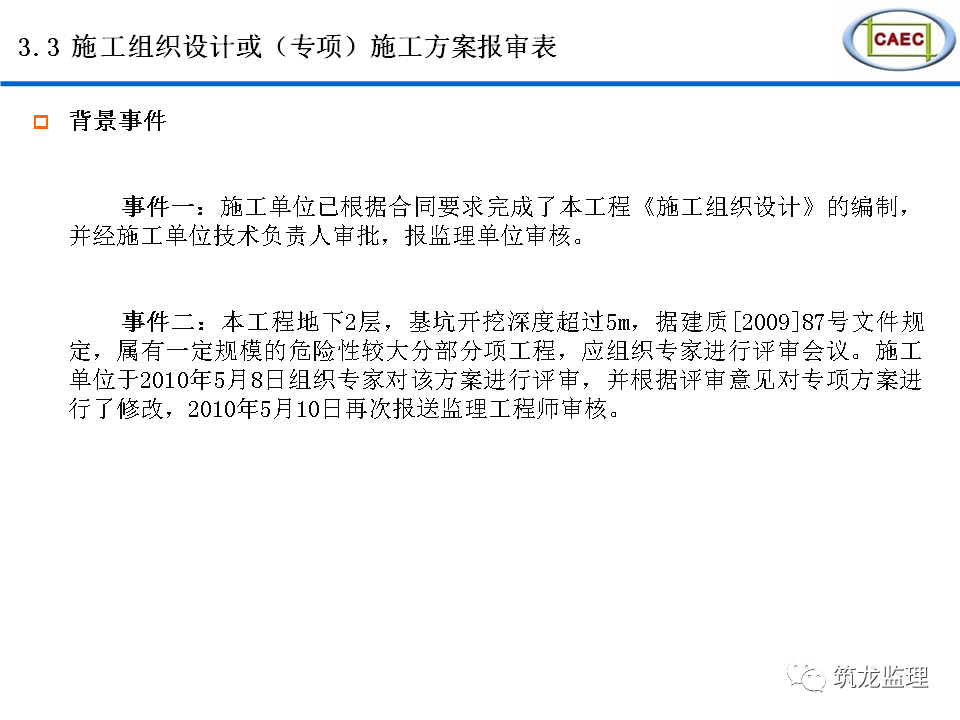 3.3 施工组织设计或（专项）施工方案报审表
CAEC
背景事件
事件一：施工单位已根据合同要求完成了本工程《施工组织设计》的编制，
并经施工单位技术负责人审批，报监理单位审核。
事件二：本工程地下2层，基坑开挖深度超过5m，据建质[2009]87号文件规
定，属有一定规模的危险性较大分部分项工程，应组织专家进行评审会议。施工
单位于2010年5月8日组织专家对该方案进行评审，并根据评审意见对专项方案进
行了修改，2010年5月10日再次报送监理工程师审核。
筑龙监理